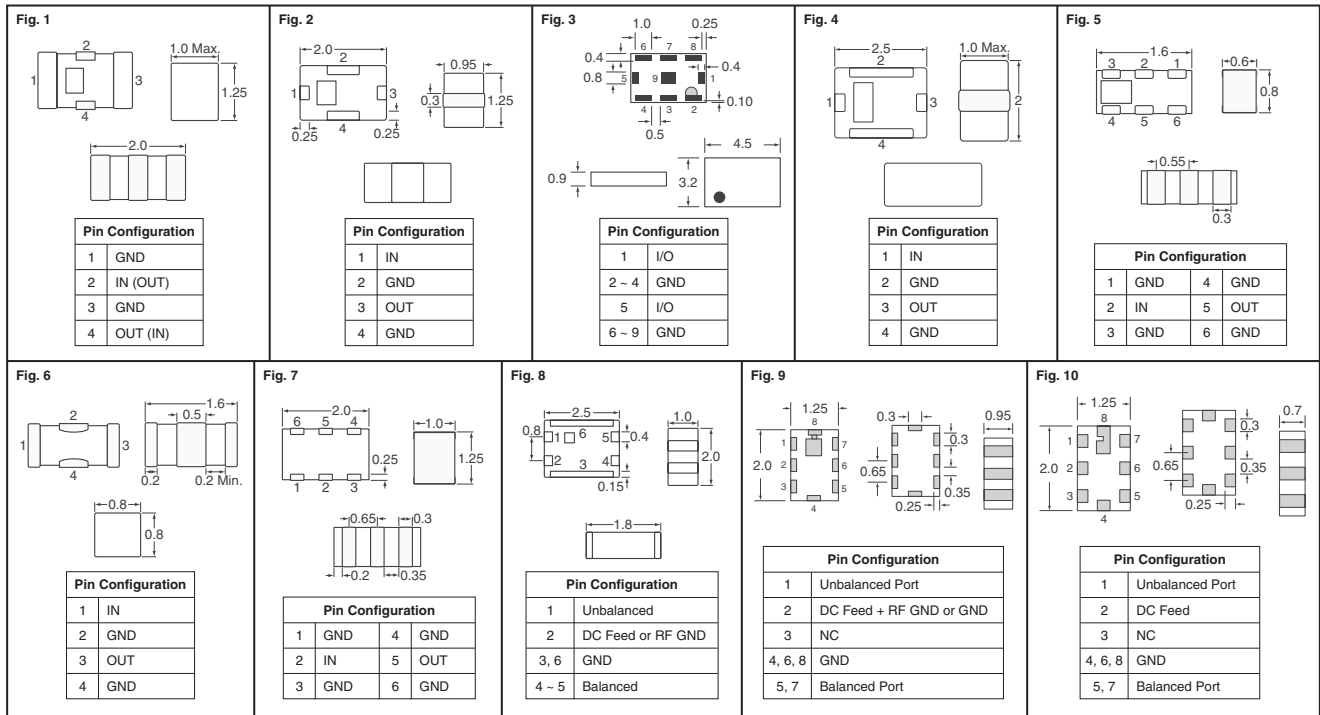 Fig. 1
2
1
3
4
1.0 Max.
1.25
2.0
Pin Configuration
1 GND
2 IN (OUT)
3 GND
4 OUT (IN)
Fig. 2
2.0
2
1
3
4
0.25
0.25
0.95
0.3
1.25
Pin Configuration
1 IN
2 GND
3 OUT
4 GND
Fig. 3
1.0
0.25
6 7 8
0.4
0.8
5 9 1
0.4
4 3 2
0.10
0.5
4.5
0.9
3.2
Pin Configuration
1 I/O
2 ~ 4 GND
5 I/O
6 ~ 9 GND
Fig. 4
2.5
2
1
3
4
1.0 Max.
2
Pin Configuration
1 IN
2 GND
3 OUT
4 GND
Fig. 5
1.6
3 2 1
4 5 6
0.6
0.8
0.55
0.3
Pin Configuration
1 GND 4 GND
2 IN 5 OUT
3 GND 6 GND
Fig. 6
2
1
3
4
1.6
0.5
0.2
0.2 Min.
0.8
0.8
Pin Configuration
1 IN
2 GND
3 OUT
4 GND
Fig. 7
2.0
6 5 4
1 2 3
0.25
1.0
1.25
0.65
0.3
0.2
0.35
Pin Configuration
1 GND 4 GND
2 IN 5 OUT
3 GND 6 GND
Fig. 8
2.5
0.8
1 6 5
0.4
2 3 4
0.15
1.0
2.0
1.8
Pin Configuration
1 Unbalanced
2 DC Feed or RF GND
3, 6 GND
4 ~ 5 Balanced
Fig. 9
1.25
8
1 7
2.0
2 6
3 5
4
0.3
0.3
0.65
0.35
0.25
0.95
Pin Configuration
1 Unbalanced Port
2 DC Feed + RF GND or GND
3 NC
4, 6, 8 GND
5, 7 Balanced Port
Fig. 10
1.25
8
1 7
2.0
2 6
3 5
4
0.3
0.65
0.35
0.25
0.7
Pin Configuration
1 Unbalanced Port
2 DC Feed
3 NC
4, 6, 8 GND
5, 7 Balanced Port